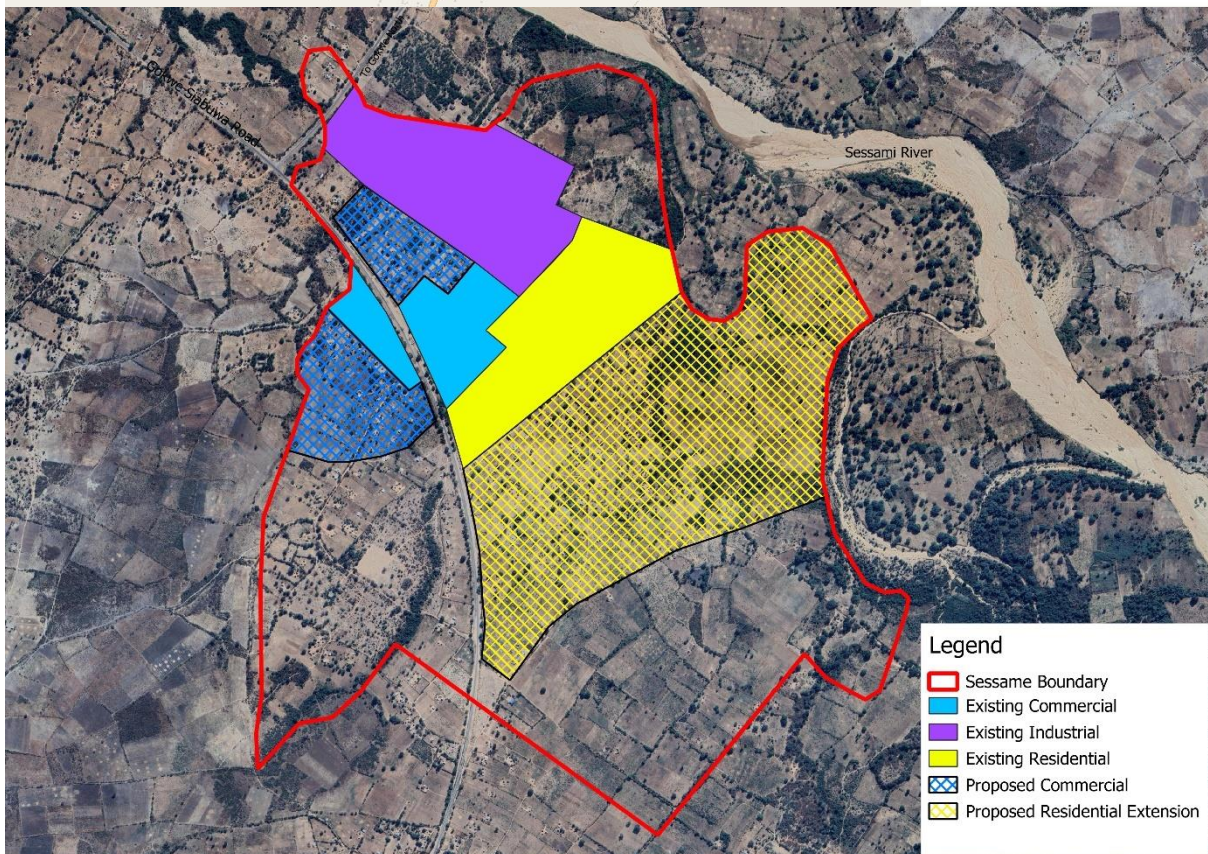 Gokwe Siabuwa Road
Sessami River
Legend
Sessame Boundary
Existing Commercial
Existing Industrial
Existing Residential
Proposed Commercial
Proposed Residential Extension